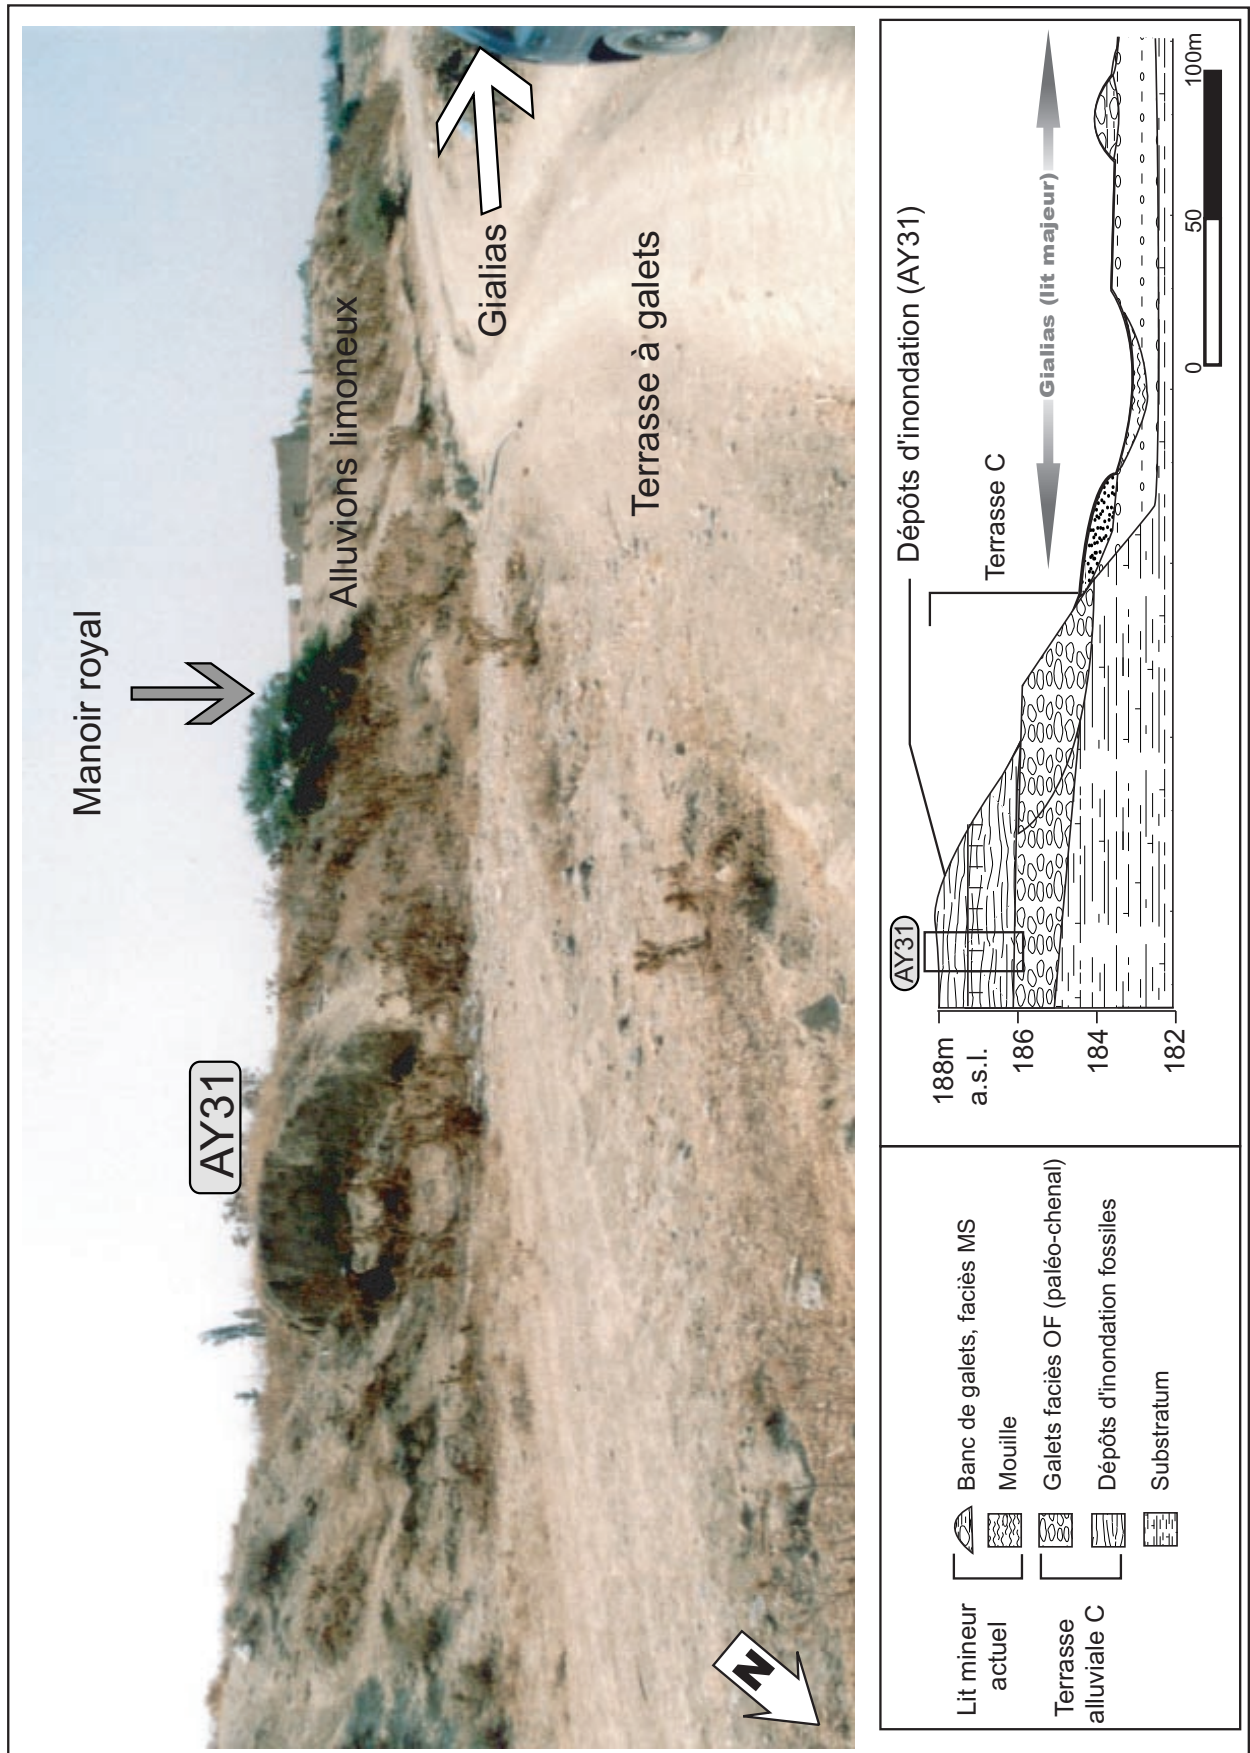 Manoir royal
AY31
Alluvions limoneux
Gialias
Terrasse à galets
N
Lit mineur
actuel
Banc de galets, faciès MS
Mouille
Terrasse
alluviale C
Galets faciès OF (paléo-chenal)
Dépôts d'inondation fossiles
Substratum
AY31
Dépôts d'inondation (AY31)
Terrasse C
Gialias (lit majeur)
188m
a.s.l.
186
184
182
0 50 100m